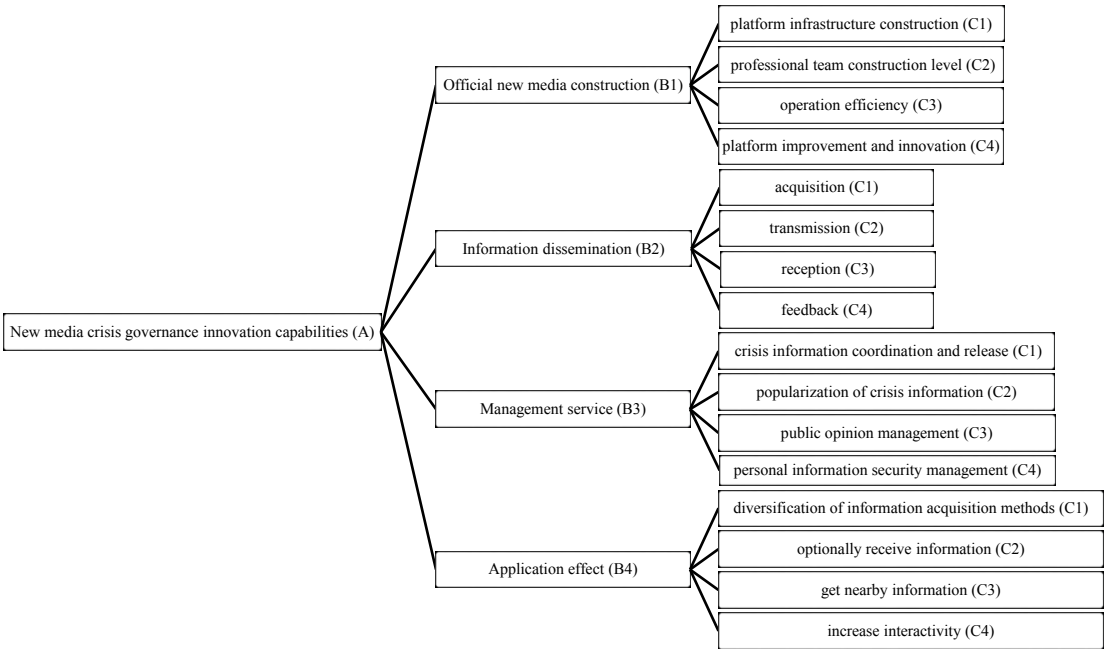 New media crisis governance innovation capabilities (A)
Official new media construction (B1)
platform infrastructure construction (C1)
professional team construction level (C2)
operation efficiency (C3)
platform improvement and innovation (C4)
Information dissemination (B2)
acquisition (C1)
transmission (C2)
reception (C3)
feedback (C4)
Management service (B3)
crisis information coordination and release (C1)
popularization of crisis information (C2)
public opinion management (C3)
personal information security management (C4)
Application effect (B4)
diversification of information acquisition methods (C1)
optionally receive information (C2)
get nearby information (C3)
increase interactivity (C4)